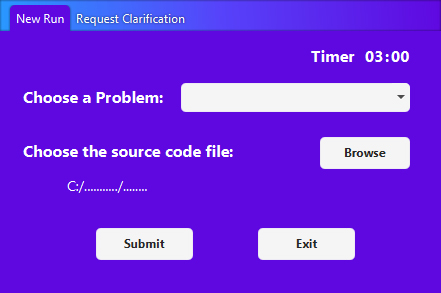 New Run Request Clarification
Timer 03:00
Choose a Problem:
Choose the source code file: Browse
C:/.........../........
Submit Exit